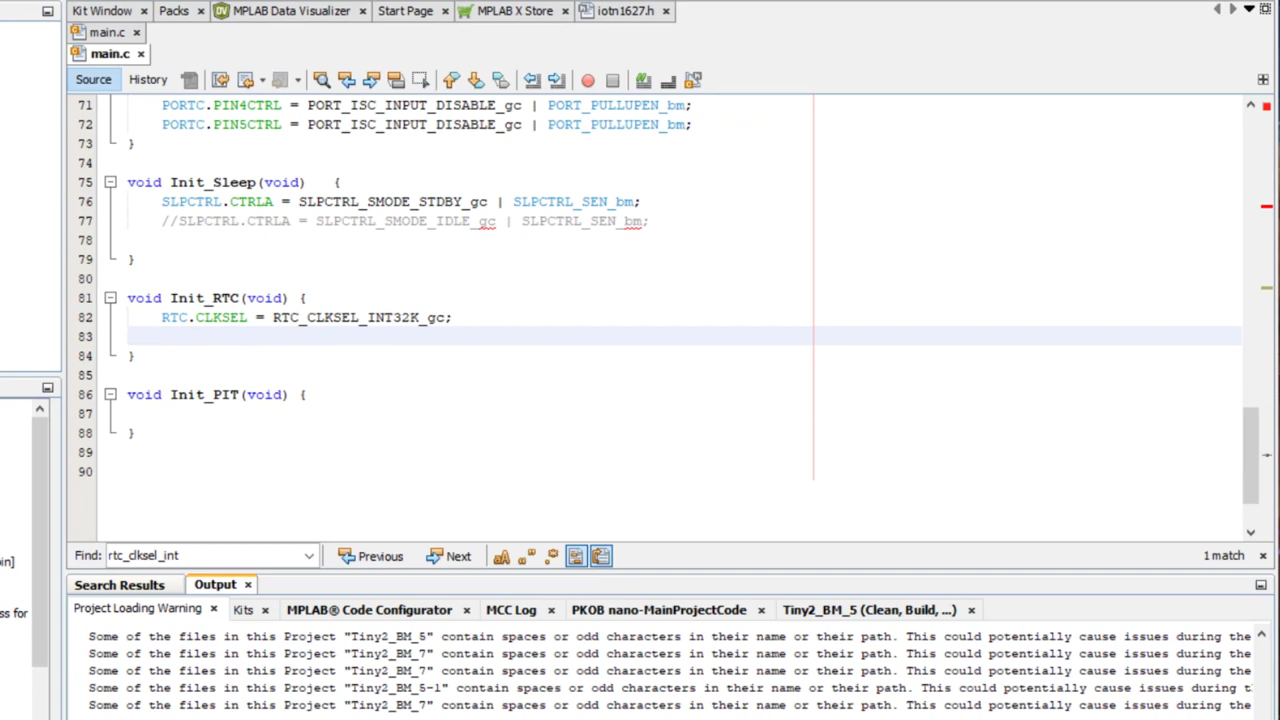 Kit Window × Packs × MPLAB Data Visualizer × Start Page × MPLAB X Store × iotn1627.h ×
main.c ×
main.c ×
Source History
71 PORTC.PIN4CTRL = PORT_ISC_INPUT_DISABLE_gc | PORT_PULLUPEN_bm;
72 PORTC.PIN5CTRL = PORT_ISC_INPUT_DISABLE_gc | PORT_PULLUPEN_bm;
73 }
74
75 void Init_Sleep(void) {
76 SLPCTRL.CTRLA = SLPCTRL_SMODE_STDBY_gc | SLPCTRL_SEN_bm;
77 //SLPCTRL.CTRLA = SLPCTRL_SMODE_IDLE_gc | SLPCTRL_SEN_bm;
78
79 }
80
81 void Init_RTC(void) {
82 RTC.CLKSEL = RTC_CLKSEL_INT32K_gc;
83
84 }
85
86 void Init_PIT(void) {
87
88 }
89
90
Find: rtc_clksel_int Previous Next 1 match ×
in]
ss for
Search Results Output ×
Project Loading Warning × Kits × MPLAB® Code Configurator × MCC Log × PKOB nano-MainProjectCode × Tiny2_BM_5 (Clean, Build, ...) ×
Some of the files in this Project "Tiny2_BM_5" contain spaces or odd characters in their name or their path. This could potentially cause issues during the
Some of the files in this Project "Tiny2_BM_7" contain spaces or odd characters in their name or their path. This could potentially cause issues during the
Some of the files in this Project "Tiny2_BM_7" contain spaces or odd characters in their name or their path. This could potentially cause issues during the
Some of the files in this Project "Tiny2_BM_5-1" contain spaces or odd characters in their name or their path. This could potentially cause issues during t
Some of the files in this Project "Tiny2_BM_7" contain spaces or odd characters in their name or their path. This could potentially cause issues during the